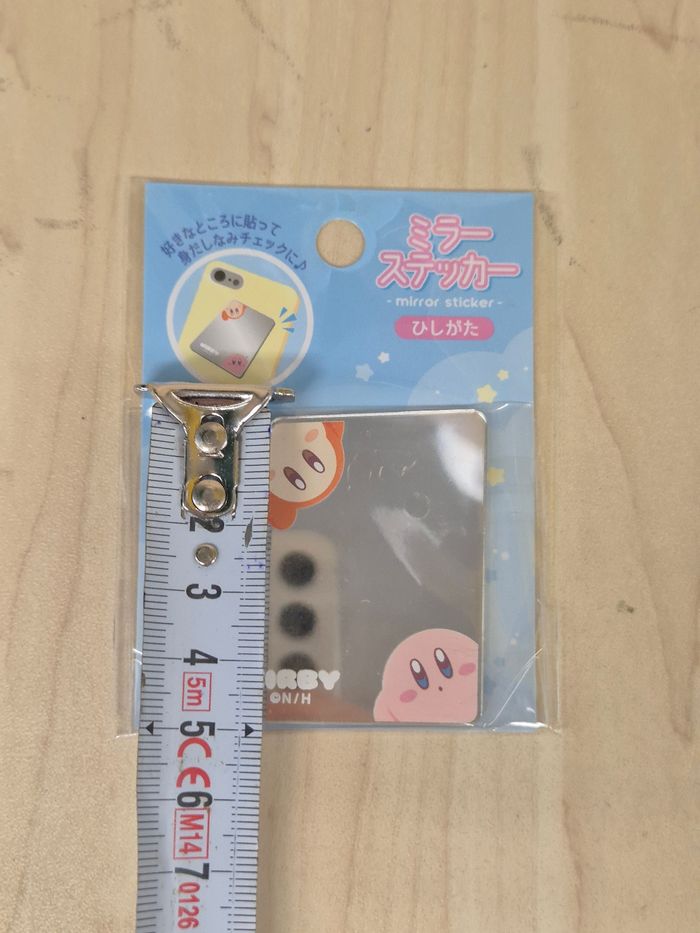 好きなところに貼って
身だしなみチェックに♪
ミラー
ステッカー
- mirror sticker -
ひしがた
KIRBY
2
3
4
5m
5
CE
6
M14
7
0126
IRBY
©N/H